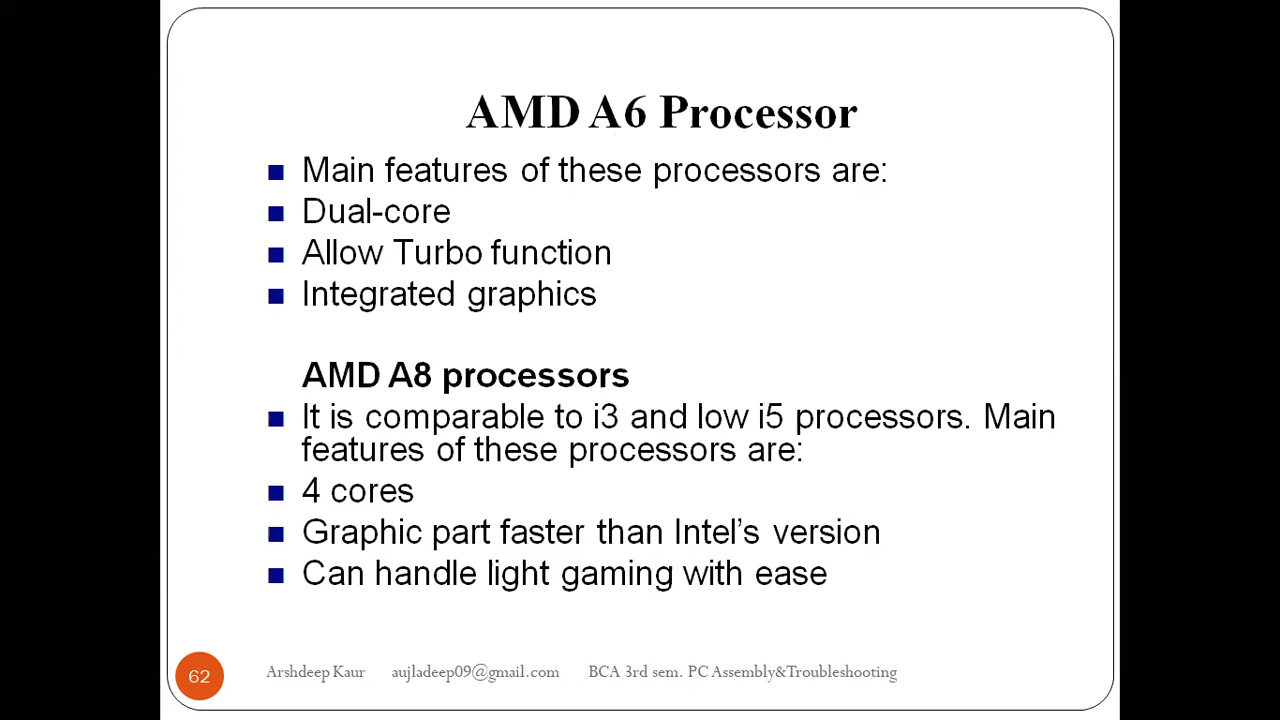 AMD A6 Processor
Main features of these processors are:
Dual-core
Allow Turbo function
Integrated graphics
AMD A8 processors
It is comparable to i3 and low i5 processors. Main
features of these processors are:
4 cores
Graphic part faster than Intel's version
Can handle light gaming with ease
62 Arshdeep Kaur aujladeep09@gmail.com BCA 3rd sem. PC Assembly&Troubleshooting